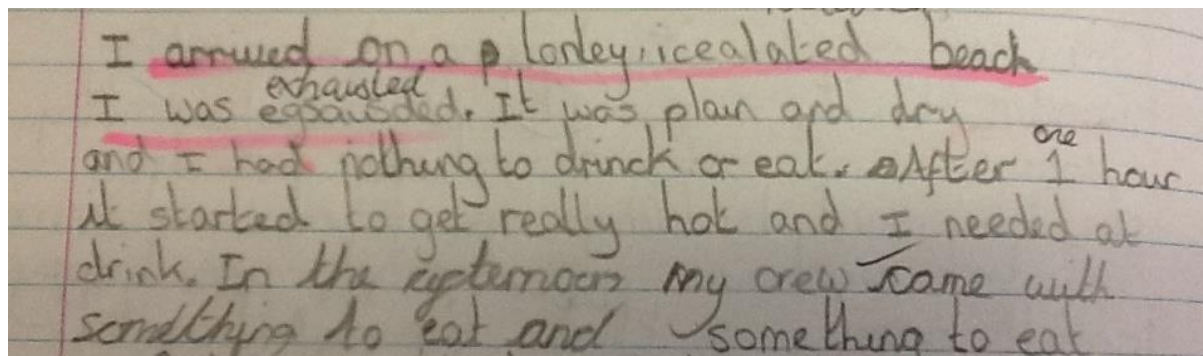 I arrived on a lonley, icealated beach
exhausted
I was egsausded. It was plain and dry
one
and I had nothing to drinck or eat. After 1 hour
it started to get really hot and I needed at
drink. In the afternoon my crew came with
something to eat and something to eat